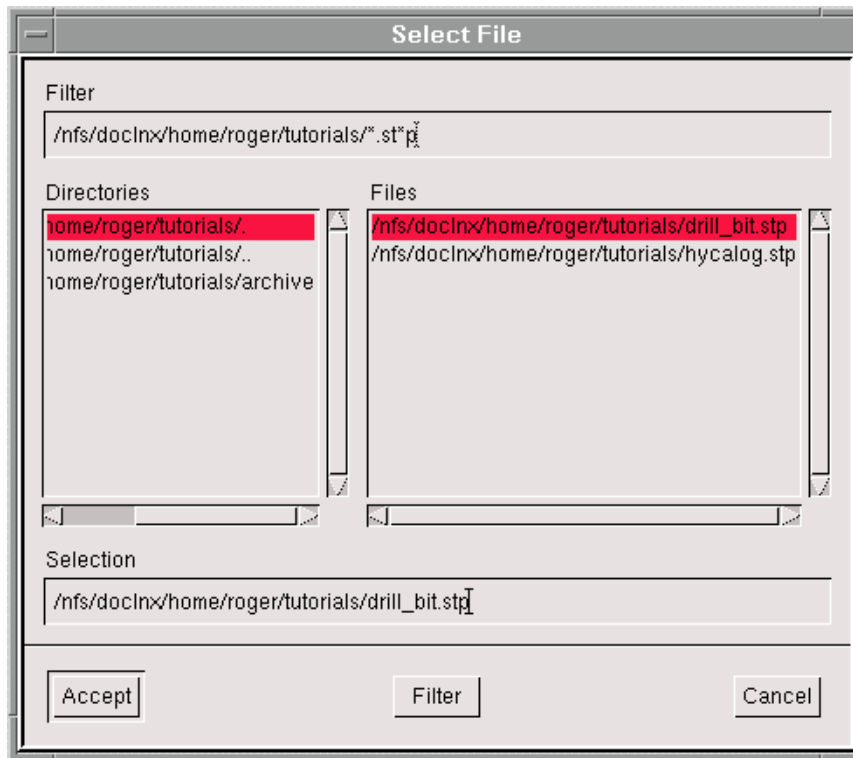 Select File
Filter
/nfs/doclnx/home/roger/tutorials/*.st*p
Directories
home/roger/tutorials/.
home/roger/tutorials/..
home/roger/tutorials/archive
Files
/nfs/doclnx/home/roger/tutorials/drill_bit.stp
/nfs/doclnx/home/roger/tutorials/hycalog.stp
Selection
/nfs/doclnx/home/roger/tutorials/drill_bit.stp
Accept
Filter
Cancel